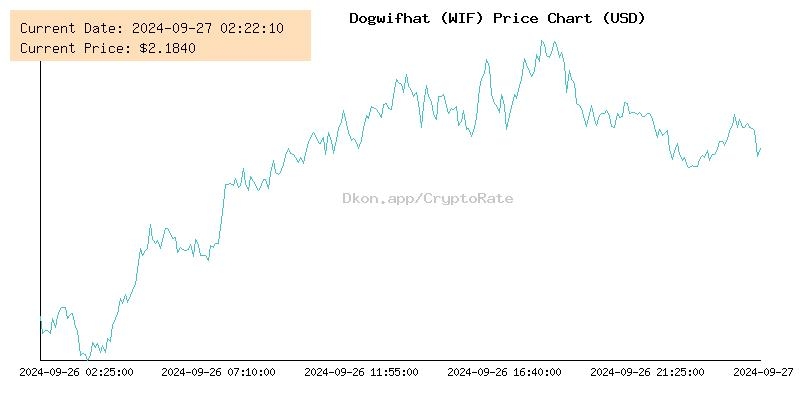 Dogwifhat (WIF) Price Chart (USD)
Current Date: 2024-09-27 02:22:10
Current Price: $2.1840
Dkon.app/CryptoRate
2024-09-26 02:25:00 2024-09-26 07:10:00 2024-09-26 11:55:00 2024-09-26 16:40:00 2024-09-26 21:25:00 2024-09-27